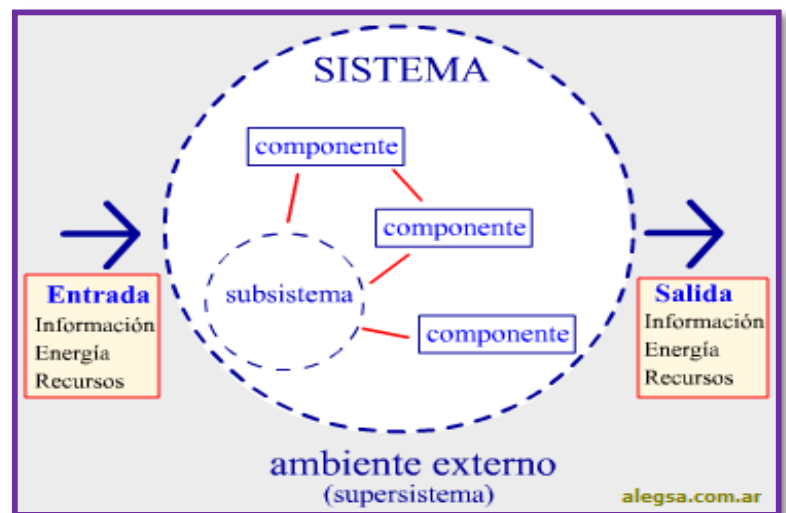 SISTEMA
componente
componente
subsistema
componente
Entrada
Información
Energía
Recursos
Salida
Información
Energía
Recursos
ambiente externo
(supersistema)
alegsa.com.ar